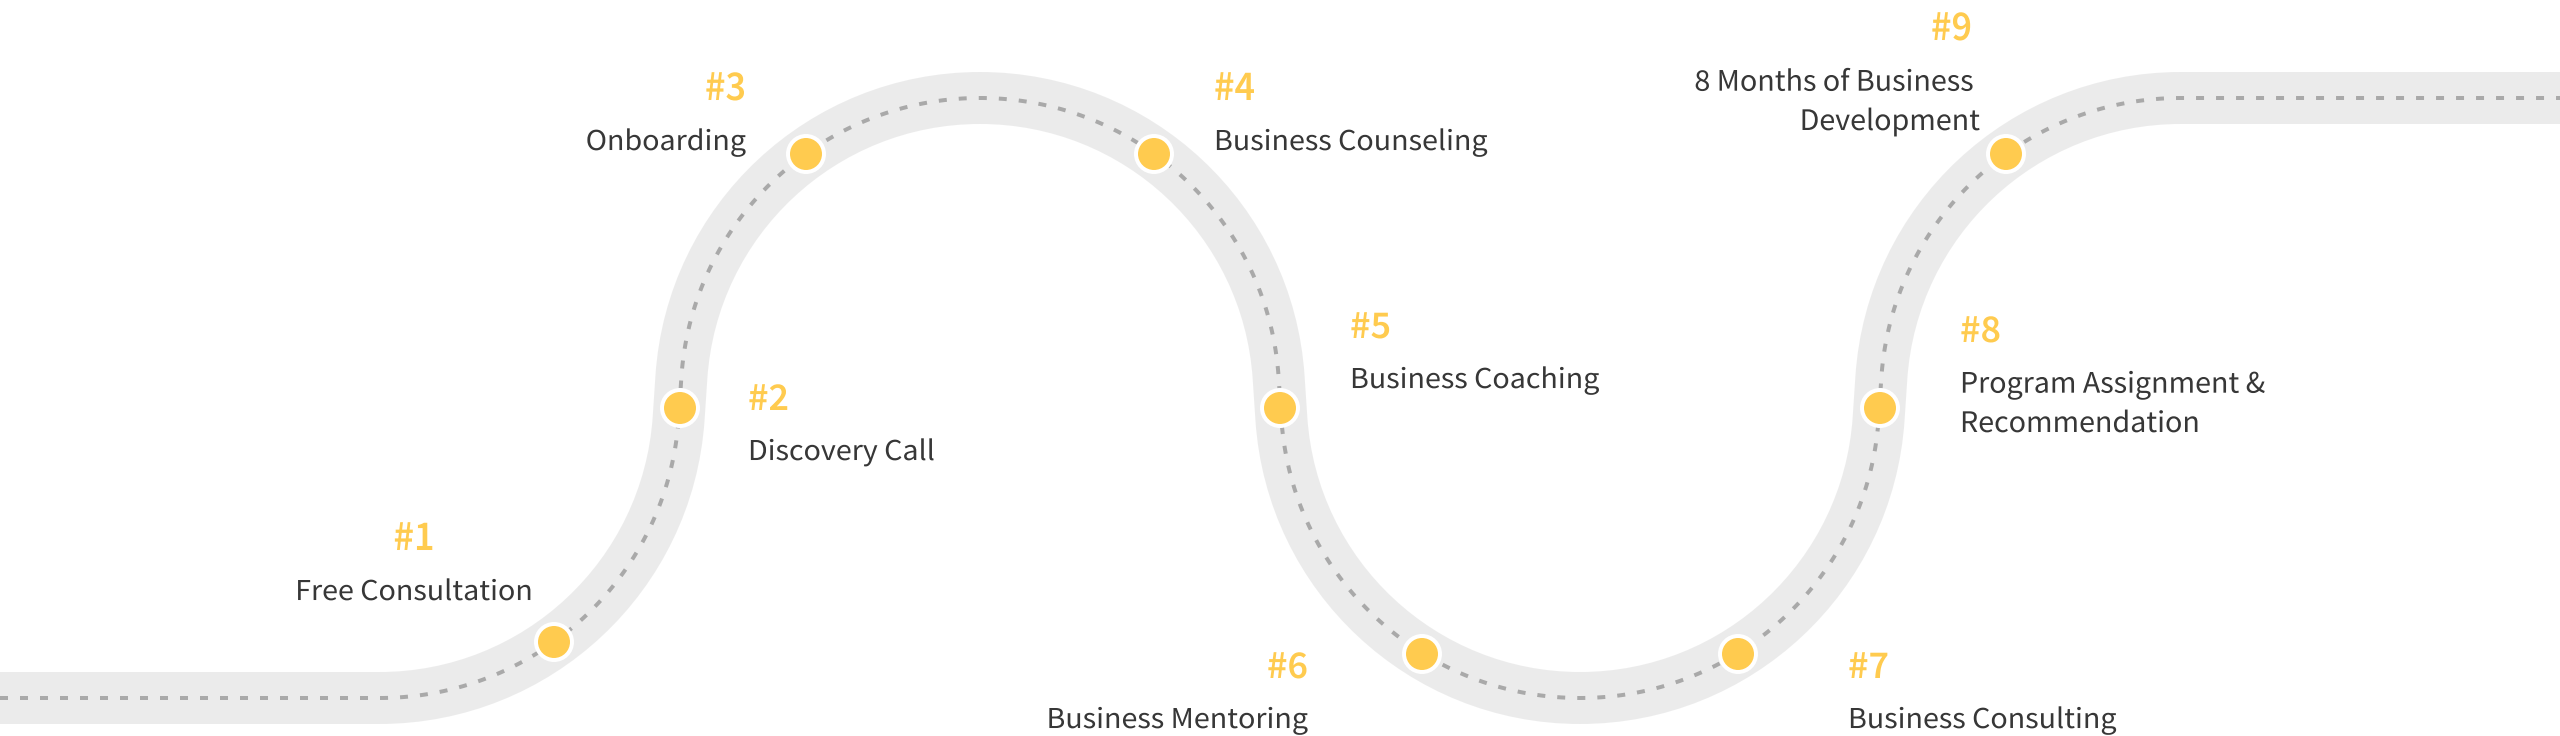 #1
Free Consultation
#2
Discovery Call
#3
Onboarding
#4
Business Counseling
#5
Business Coaching
#6
Business Mentoring
#7
Business Consulting
#8
Program Assignment &
Recommendation
#9
8 Months of Business
Development